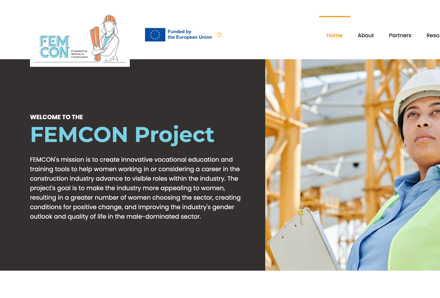 FEM
CON
Empowering
Women in
Construction
Funded by
the European Union
Home
About
Partners
Reso
WELCOME TO THE
FEMCON Project
FEMCON's mission is to create innovative vocational education and
training tools to help women working in or considering a career in the
construction industry advance to visible roles within the industry. The
project's goal is to make the industry more appealing to women,
resulting in a greater number of women choosing the sector, creating
conditions for positive change, and improving the industry's gender
outlook and quality of life in the male-dominated sector.